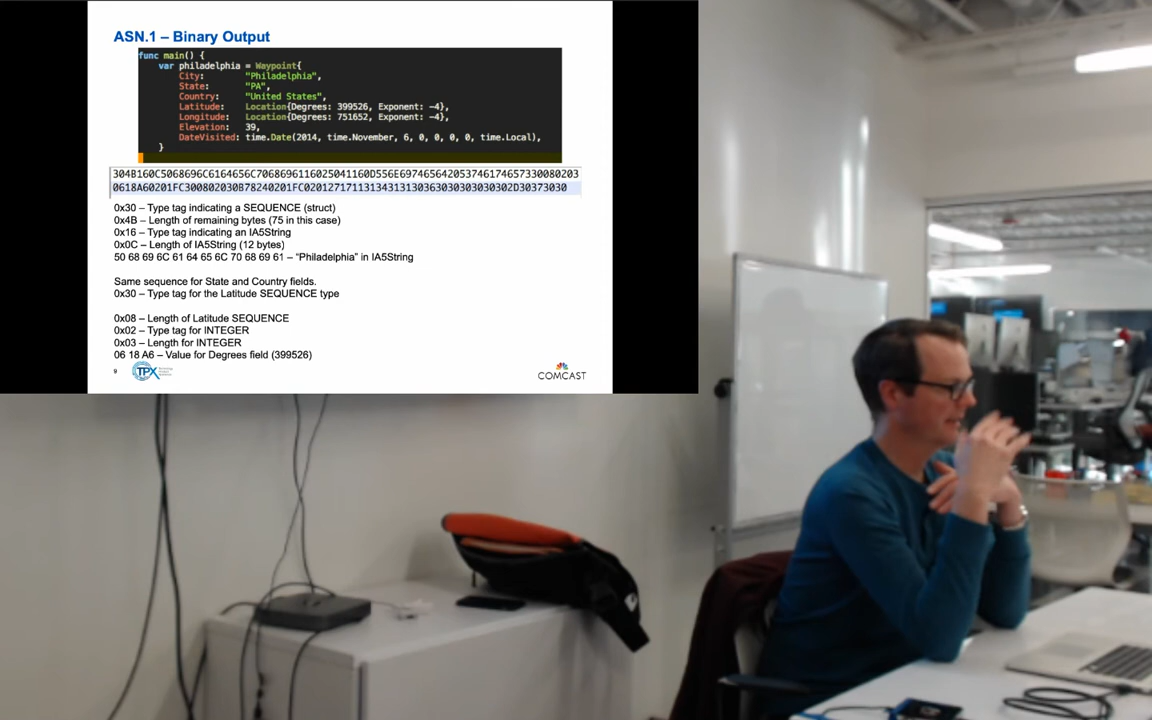 ASN.1 – Binary Output
func main() {
var philadelphia = Waypoint{
City: "Philadelphia",
State: "PA",
Country: "United States",
Latitude: Location{Degrees: 399526, Exponent: -4},
Longitude: Location{Degrees: 751652, Exponent: -4},
Elevation: 39,
DateVisited: time.Date(2014, time.November, 6, 0, 0, 0, 0, time.Local),
}
304B160C5068696C6164656C7068696116025041160D556E697465642053746174657330080203
0618A60201FC300802030B78240201FC020127171131343131303630303030302D30373030
0x30 – Type tag indicating a SEQUENCE (struct)
0x4B – Length of remaining bytes (75 in this case)
0x16 – Type tag indicating an IA5String
0x0C – Length of IA5String (12 bytes)
50 68 69 6C 61 64 65 6C 70 68 69 61 – "Philadelphia" in IA5String
Same sequence for State and Country fields.
0x30 – Type tag for the Latitude SEQUENCE type
0x08 – Length of Latitude SEQUENCE
0x02 – Type tag for INTEGER
0x03 – Length for INTEGER
06 18 A6 – Value for Degrees field (399526)
9
TPX
COMCAST